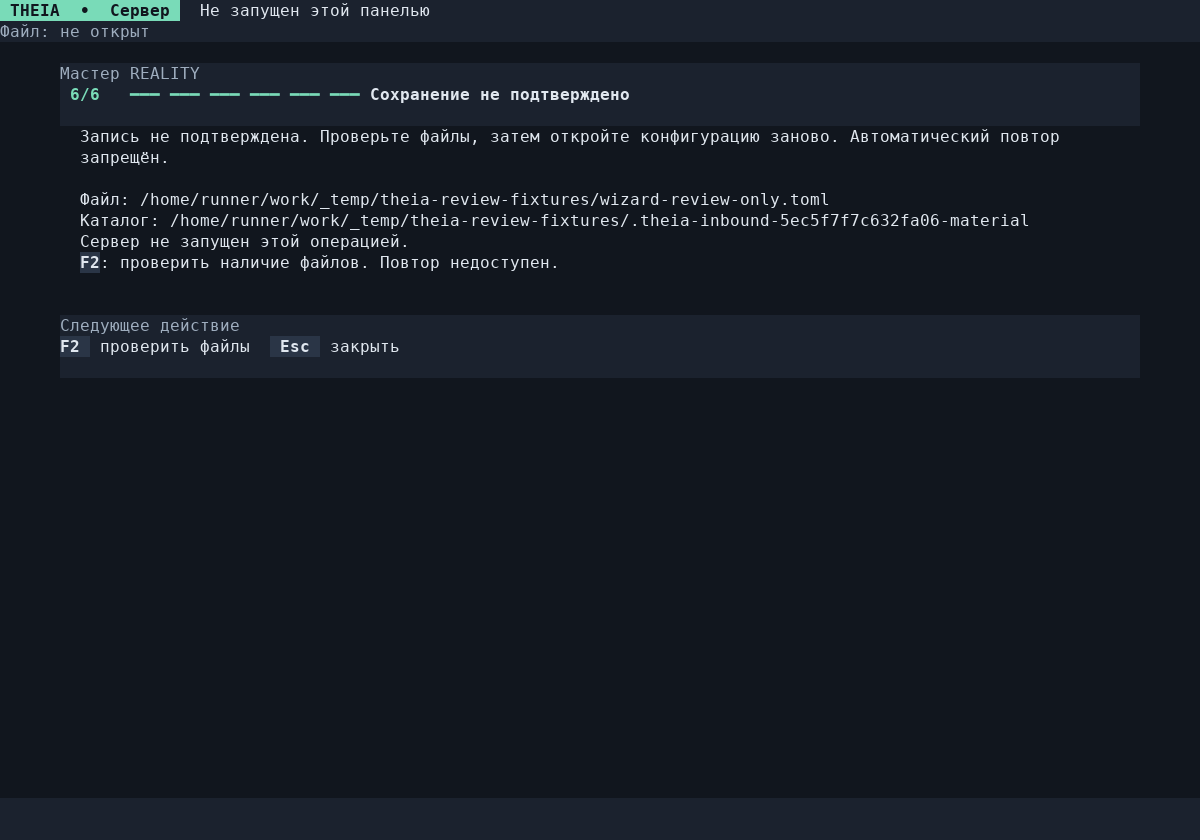 THEIA • Сервер Не запущен этой панелью
Файл: не открыт
Мастер REALITY
6/6 ━━━ ━━━ ━━━ ━━━ ━━━ ━━━ Сохранение не подтверждено
Запись не подтверждена. Проверьте файлы, затем откройте конфигурацию заново. Автоматический повтор
запрещён.
Файл: /home/runner/work/_temp/theia-review-fixtures/wizard-review-only.toml
Каталог: /home/runner/work/_temp/theia-review-fixtures/.theia-inbound-5ec5f7f7c632fa06-material
Сервер не запущен этой операцией.
F2: проверить наличие файлов. Повтор недоступен.
Следующее действие
F2 проверить файлы Esc закрыть